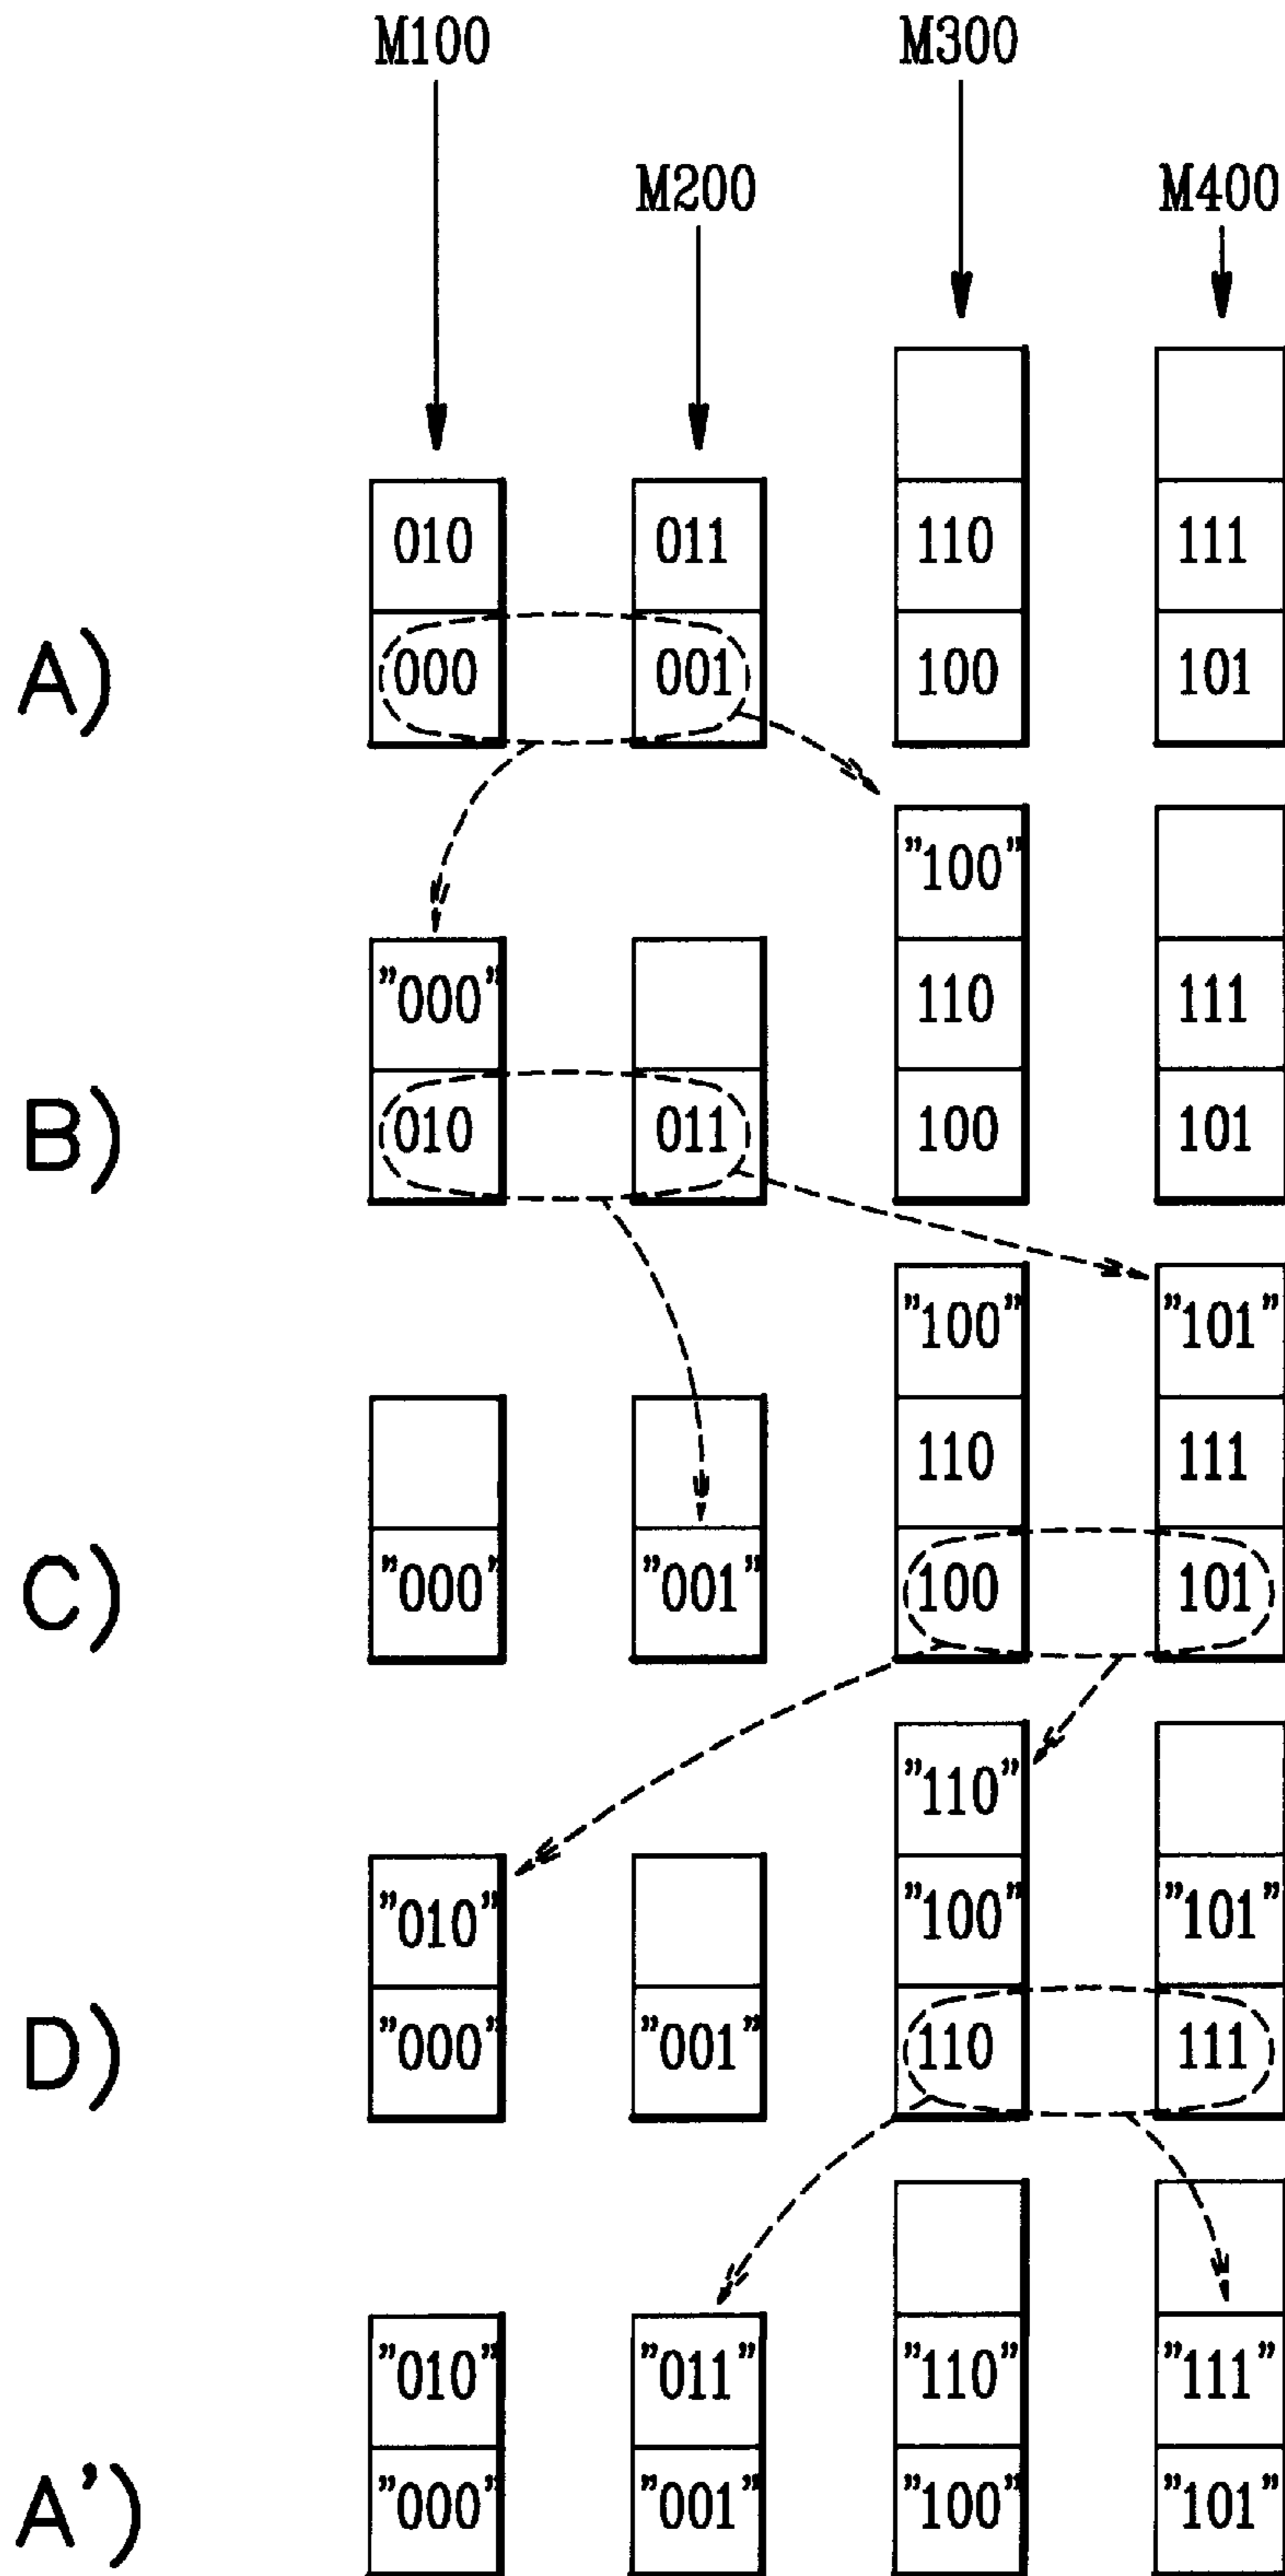 M100 M300
M200 M400
010 011 110 111
A) 000 001 100 101
"100"
"000" 110 111
B) 010 011 100 101
"100" "101"
110 111
C) "000" "001" 100 101
"110"
"010" "100" "101"
D) "000" "001" 110 111
"010" "011" "110" "111"
A') "000" "001" "100" "101"